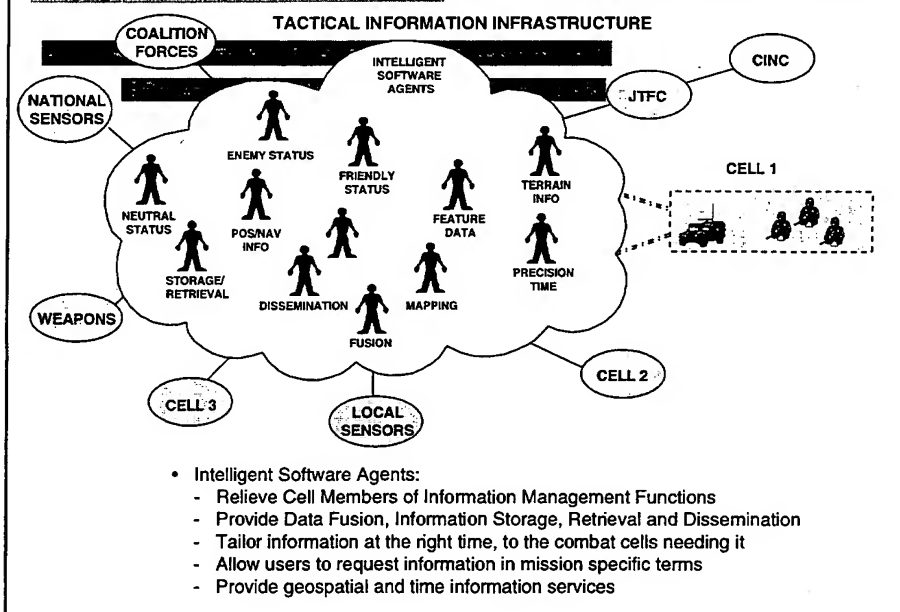 TACTICAL INFORMATION INFRASTRUCTURE
COALITION
FORCES
INTELLIGENT
SOFTWARE
AGENTS
CINC
JTFC
NATIONAL
SENSORS
ENEMY STATUS
FRIENDLY
STATUS
TERRAIN
INFO
CELL 1
NEUTRAL
STATUS
POS/NAV
INFO
FEATURE
DATA
STORAGE/
RETRIEVAL
DISSEMINATION
MAPPING
PRECISION
TIME
WEAPONS
FUSION
CELL 2
CELL 3
LOCAL
SENSORS
• Intelligent Software Agents:
- Relieve Cell Members of Information Management Functions
- Provide Data Fusion, Information Storage, Retrieval and Dissemination
- Tailor information at the right time, to the combat cells needing it
- Allow users to request information in mission specific terms
- Provide geospatial and time information services